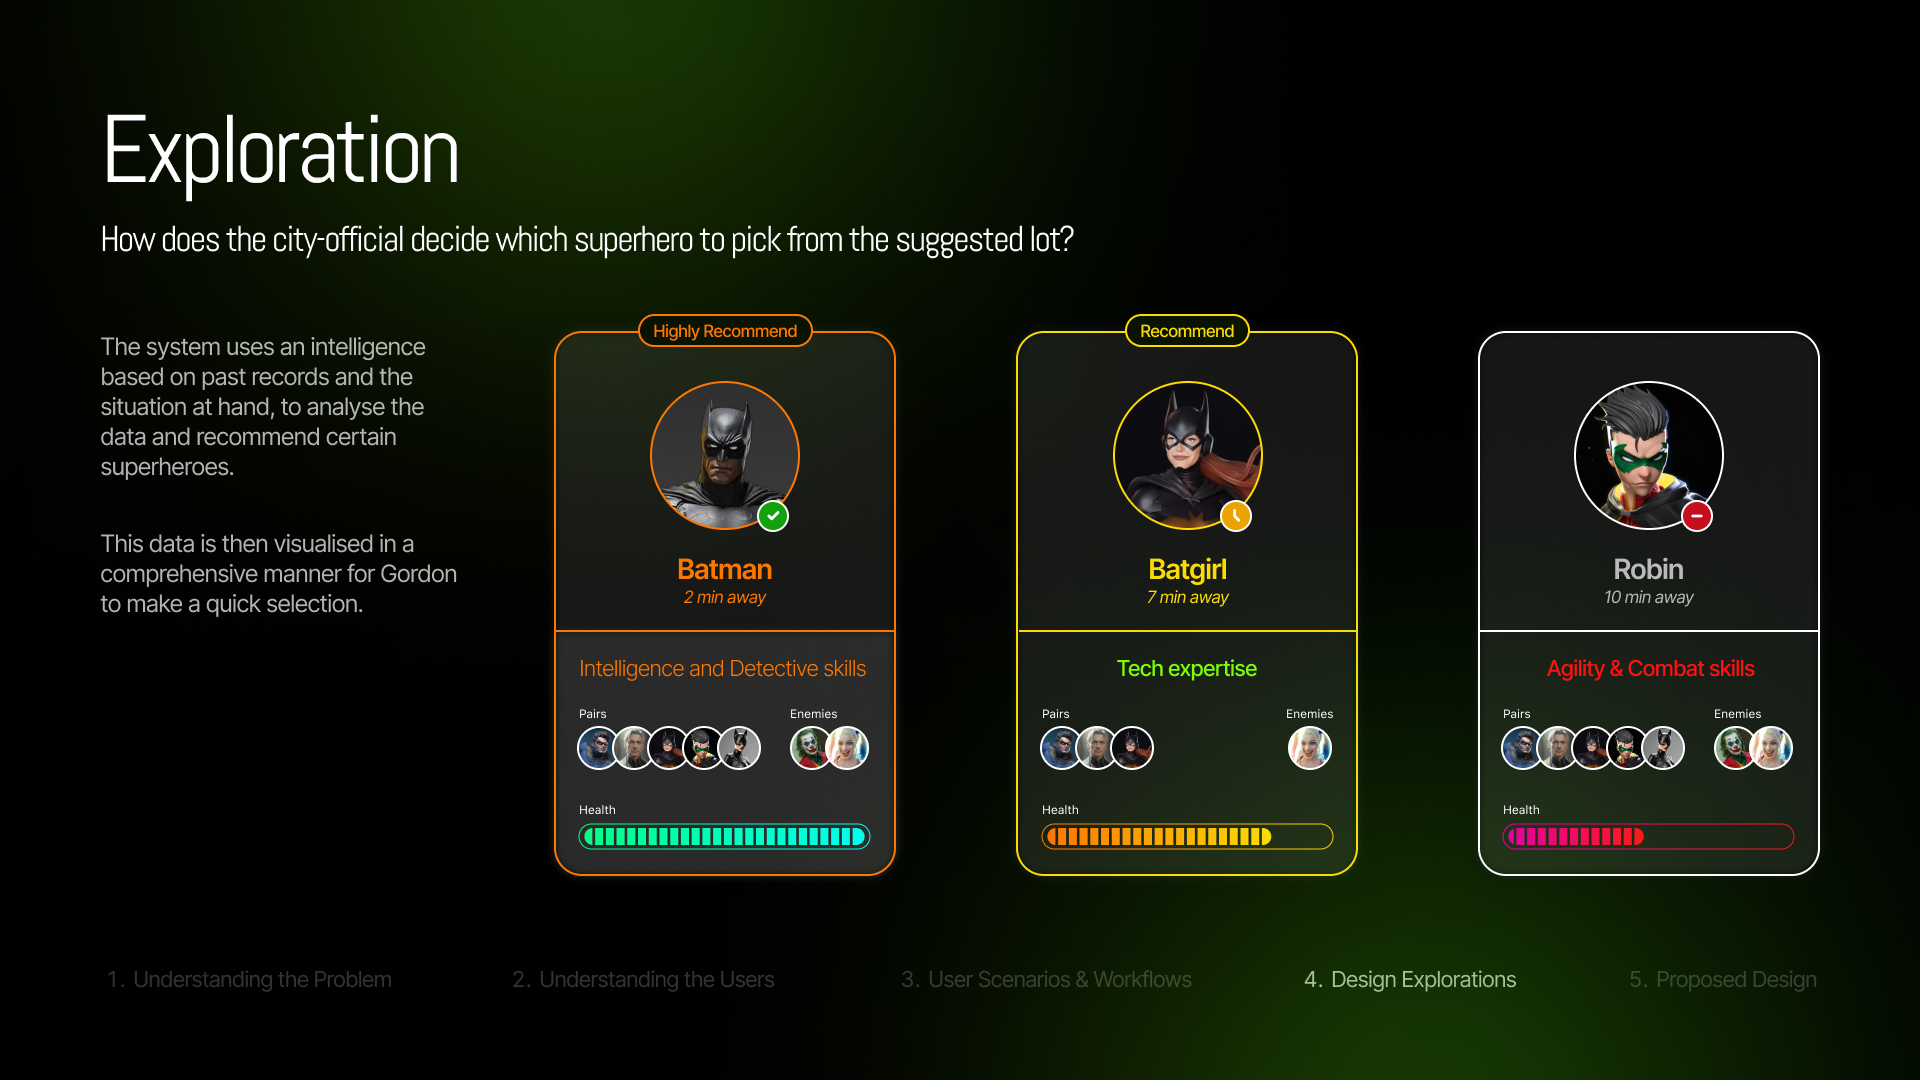 Exploration
How does the city-official decide which superhero to pick from the suggested lot?
The system uses an intelligence
based on past records and the
situation at hand, to analyse the
data and recommend certain
superheroes.
This data is then visualised in a
comprehensive manner for Gordon
to make a quick selection.
Highly Recommend
Batman
2 min away
Intelligence and Detective skills
Pairs
Enemies
Health
Recommend
Batgirl
7 min away
Tech expertise
Pairs
Enemies
Health
Robin
10 min away
Agility & Combat skills
Pairs
Enemies
Health
1. Understanding the Problem
2. Understanding the Users
3. User Scenarios & Workflows
4. Design Explorations
5. Proposed Design